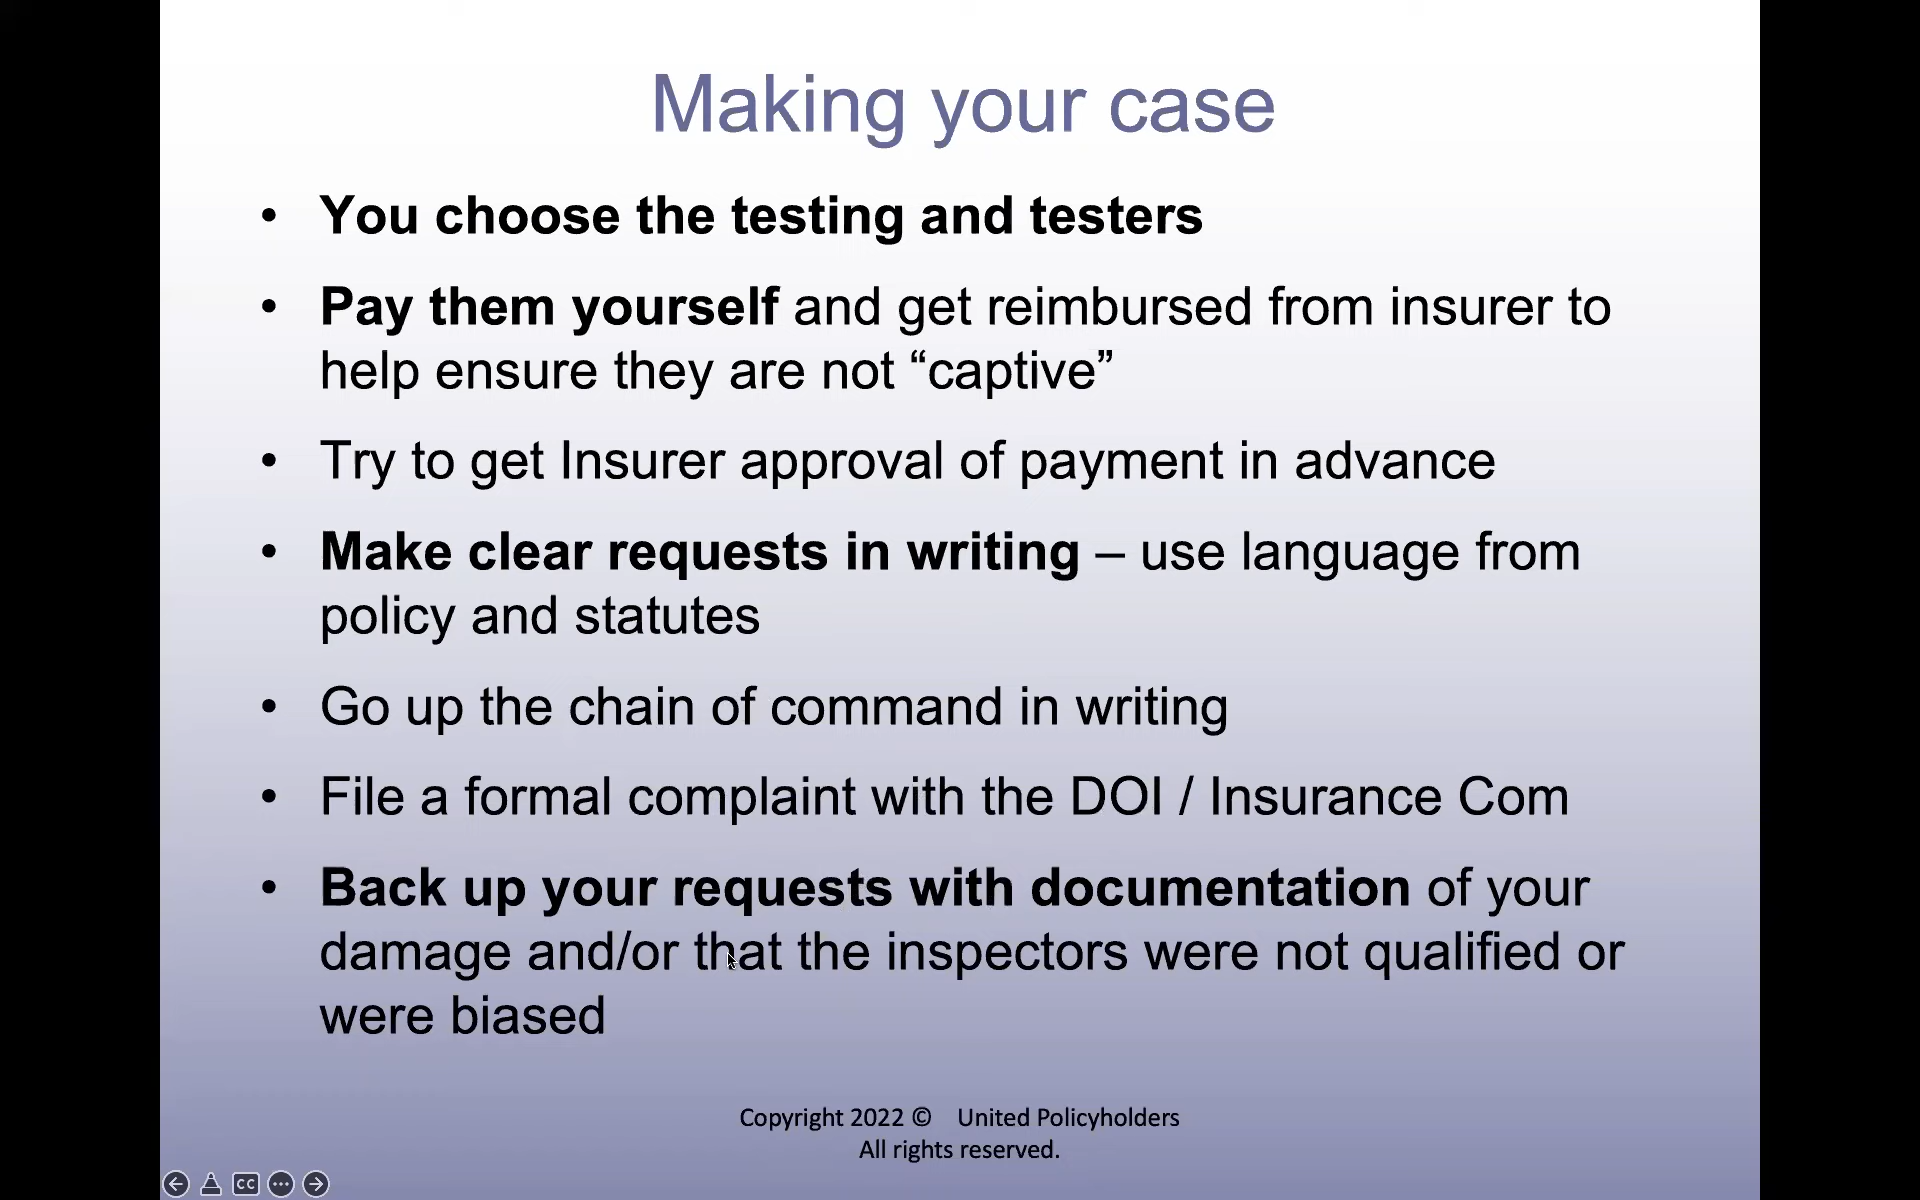 Making your case
• You choose the testing and testers
• Pay them yourself and get reimbursed from insurer to
help ensure they are not “captive”
• Try to get Insurer approval of payment in advance
• Make clear requests in writing – use language from
policy and statutes
• Go up the chain of command in writing
• File a formal complaint with the DOI / Insurance Com
• Back up your requests with documentation of your
damage and/or that the inspectors were not qualified or
were biased
Copyright 2022 © United Policyholders
All rights reserved.
CC